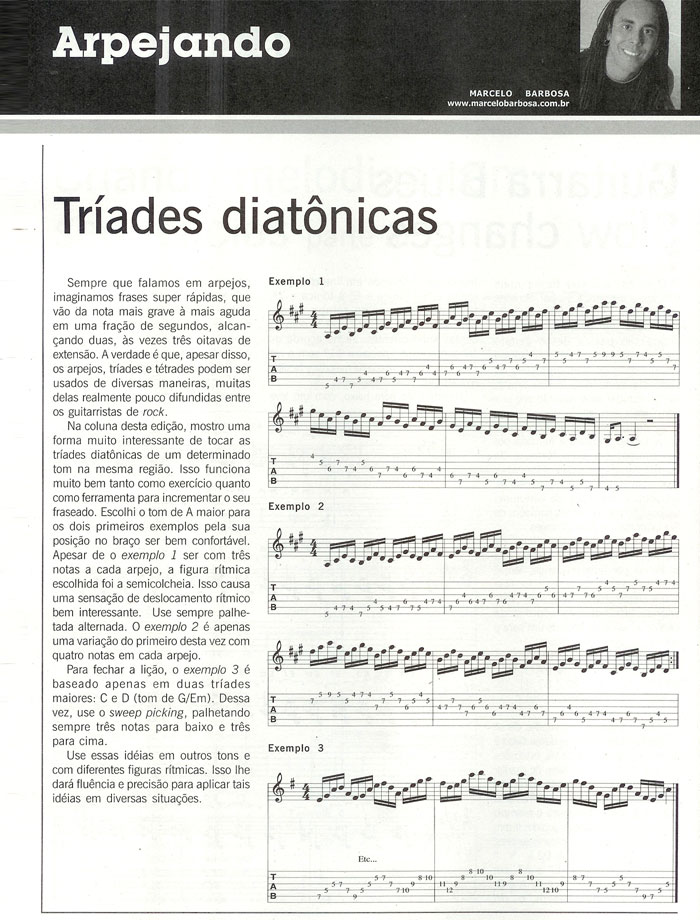 Arpejando
MARCELO BARBOSA
www.marcelobarbosa.com.br
Tríades diatônicas
Sempre que falamos em arpejos,
imaginamos frases super rápidas, que
vão da nota mais grave à mais aguda
em uma fração de segundos, alcan-
çando duas, às vezes três oitavas de
extensão. A verdade é que, apesar disso,
os arpejos, tríades e tétrades podem ser
usados de diversas maneiras, muitas
delas realmente pouco difundidas entre
os guitarristas de rock.
Na coluna desta edição, mostro uma
forma muito interessante de tocar as
tríades diatônicas de um determinado
tom na mesma região. Isso funciona
muito bem tanto como exercício quanto
como ferramenta para incrementar o seu
fraseado. Escolhi o tom de A maior para
os dois primeiros exemplos pela sua
posição no braço ser bem confortável.
Apesar de o exemplo 1 ser com três
notas a cada arpejo, a figura rítmica
escolhida foi a semicolcheia. Isso causa
uma sensação de deslocamento rítmico
bem interessante. Use sempre palhe-
tada alternada. O exemplo 2 é apenas
uma variação do primeiro desta vez com
quatro notas em cada arpejo.
Para fechar a lição, o exemplo 3 é
baseado apenas em duas tríades
maiores: C e D (tom de G/Em). Dessa
vez, use o sweep picking, palhetando
sempre três notas para baixo e três
para cima.
Use essas idéias em outros tons e
com diferentes figuras rítmicas. Isso lhe
dará fluência e precisão para aplicar tais
idéias em diversas situações.
Exemplo 1
TAB
TAB
Exemplo 2
TAB
TAB
Exemplo 3
Etc...
TAB